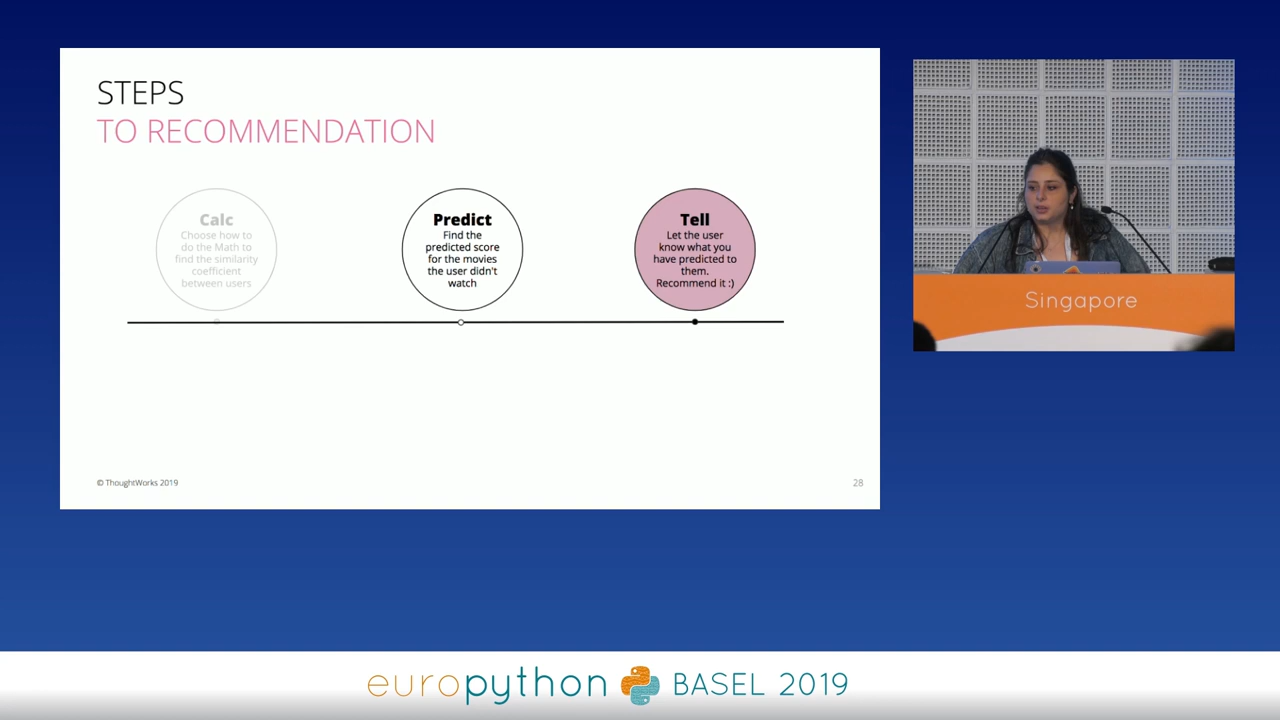 STEPS
TO RECOMMENDATION
Calc
Choose how to
do the Math to
find the similarity
coefficient
between users
Predict
Find the
predicted score
for the movies
the user didn't
watch
Tell
Let the user
know what you
have predicted to
them.
Recommend it :)
© ThoughtWorks 2019
28
Singapore
europython BASEL 2019